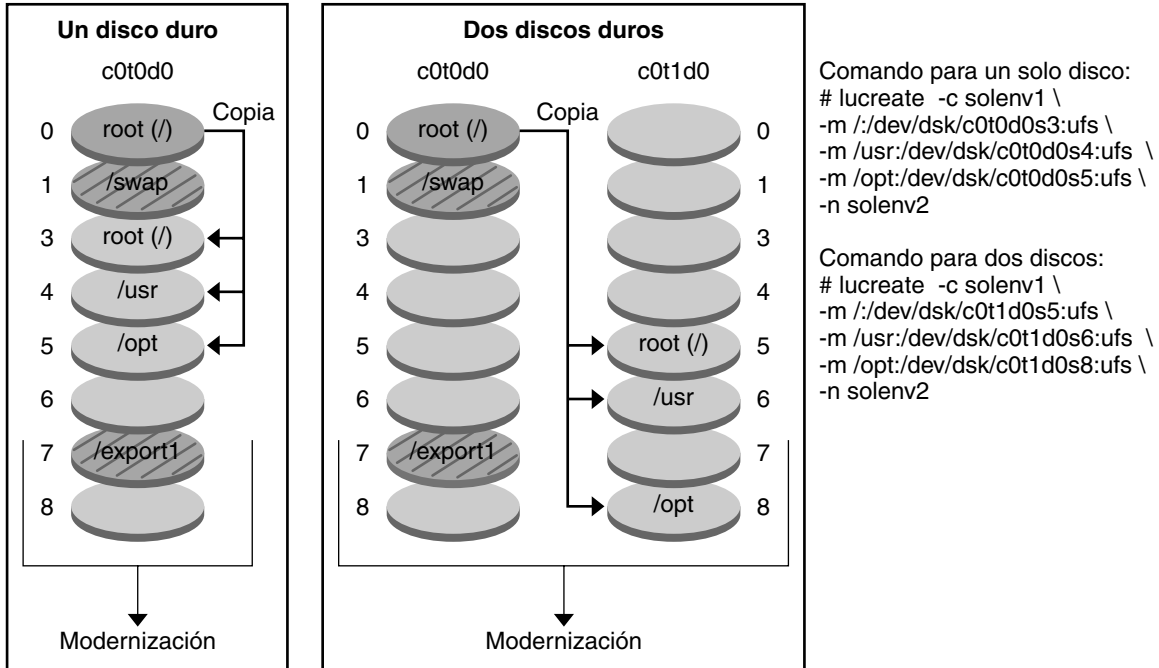 Un disco duro
c0t0d0
Copia
0 root (/)
1 /swap
3 root (/)
4 /usr
5 /opt
6
7 /export1
8
Modernización
Dos discos duros
c0t0d0 c0t1d0
Copia
0 root (/) 0
1 /swap 1
3 3
4 4
5 root (/) 5
6 /usr 6
7 /export1 7
8 /opt 8
Modernización
Comando para un solo disco:
# lucreate -c solenv1 \
-m /:/dev/dsk/c0t0d0s3:ufs \
-m /usr:/dev/dsk/c0t0d0s4:ufs \
-m /opt:/dev/dsk/c0t0d0s5:ufs \
-n solenv2
Comando para dos discos:
# lucreate -c solenv1 \
-m /:/dev/dsk/c0t1d0s5:ufs \
-m /usr:/dev/dsk/c0t1d0s6:ufs \
-m /opt:/dev/dsk/c0t1d0s8:ufs \
-n solenv2